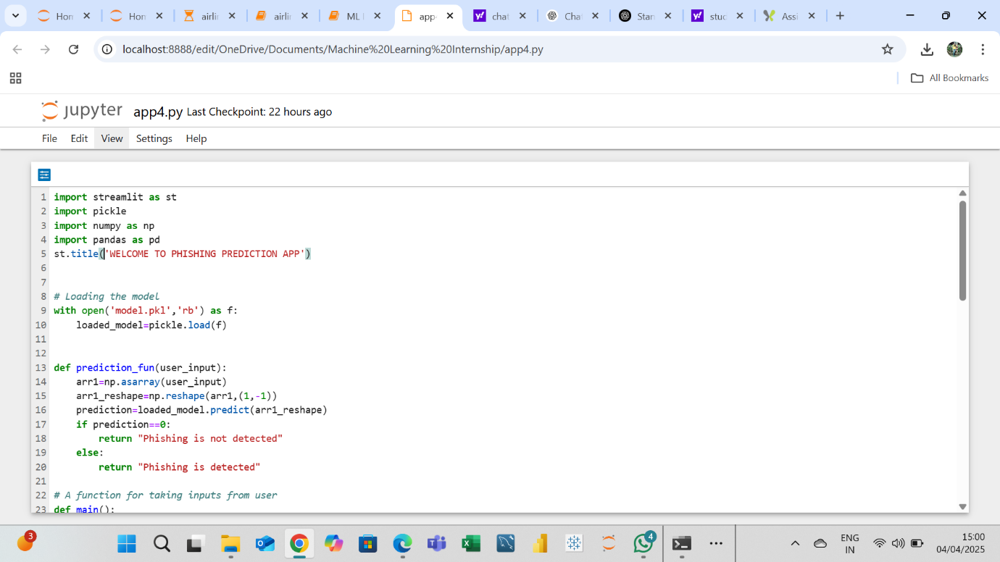 Hon
Hon
airlin
airlin
ML
app
chat
Cha
Stan
stud
Assi
localhost:8888/edit/OneDrive/Documents/Machine%20Learning%20Internship/app4.py
All Bookmarks
jupyter app4.py Last Checkpoint: 22 hours ago
File Edit View Settings Help
1 import streamlit as st
2 import pickle
3 import numpy as np
4 import pandas as pd
5 st.title('WELCOME TO PHISHING PREDICTION APP')
6
7
8 # Loading the model
9 with open('model.pkl','rb') as f:
10     loaded_model=pickle.load(f)
11
12
13 def prediction_fun(user_input):
14     arr1=np.asarray(user_input)
15     arr1_reshape=np.reshape(arr1,(1,-1))
16     prediction=loaded_model.predict(arr1_reshape)
17     if prediction==0:
18         return "Phishing is not detected"
19     else:
20         return "Phishing is detected"
21
22 # A function for taking inputs from user
23 def main():
3
4
ENG
IN
15:00
04/04/2025